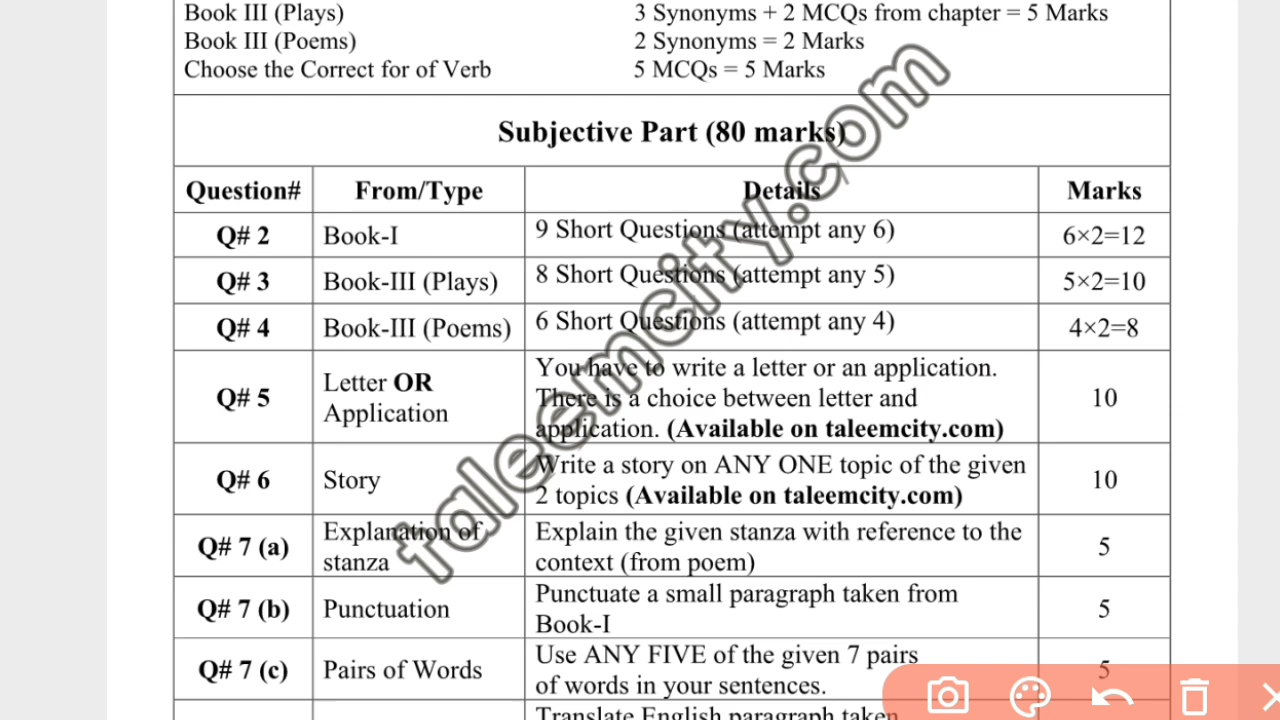 Book III (Plays) 3 Synonyms + 2 MCQs from chapter = 5 Marks
Book III (Poems) 2 Synonyms = 2 Marks
Choose the Correct for of Verb 5 MCQs = 5 Marks
Subjective Part (80 marks)
Question# From/Type Details Marks
Q# 2 Book-I 9 Short Questions (attempt any 6) 6×2=12
Q# 3 Book-III (Plays) 8 Short Questions (attempt any 5) 5×2=10
Q# 4 Book-III (Poems) 6 Short Questions (attempt any 4) 4×2=8
Q# 5 Letter OR Application
You have to write a letter or an application.
There is a choice between letter and
application. (Available on taleemcity.com)
10
Q# 6 Story
Write a story on ANY ONE topic of the given
2 topics (Available on taleemcity.com)
10
Q# 7 (a) Explanation of stanza
Explain the given stanza with reference to the
context (from poem)
5
Q# 7 (b) Punctuation
Punctuate a small paragraph taken from
Book-I
5
Q# 7 (c) Pairs of Words
Use ANY FIVE of the given 7 pairs
of words in your sentences.
5
Translate English paragraph taken
taleemcity.com